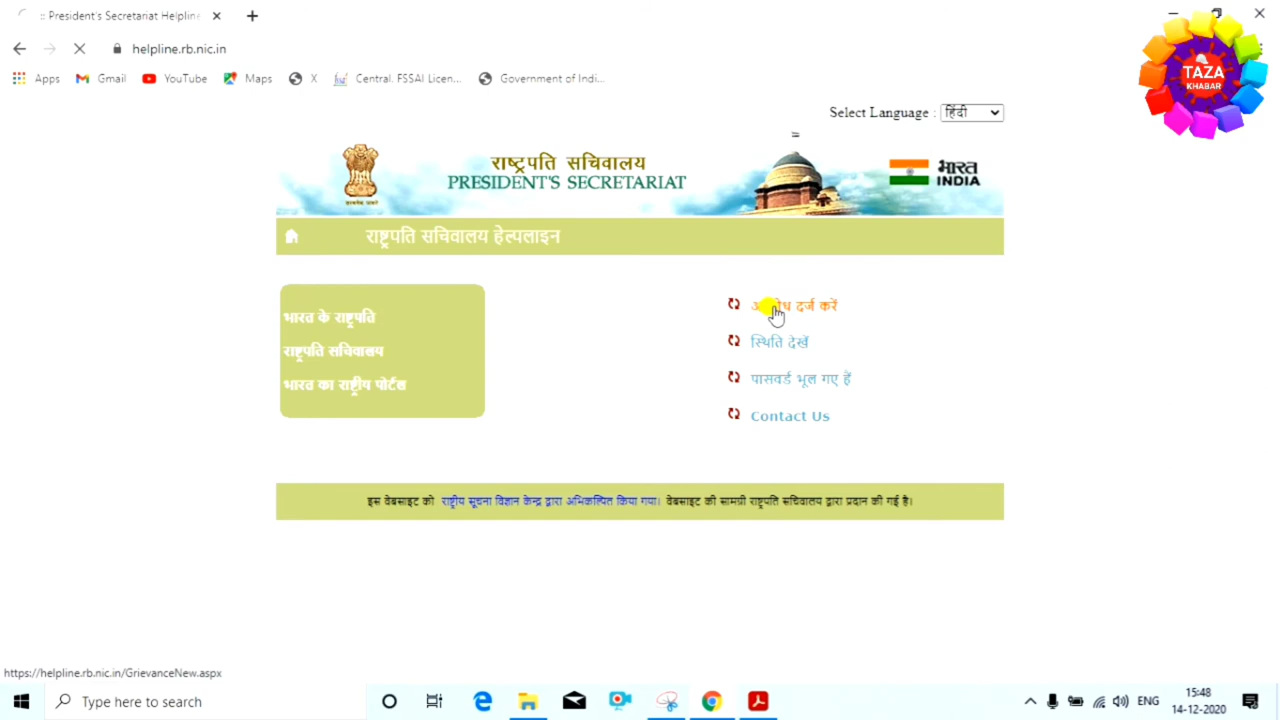 :: President's Secretariat Helpline
helpline.rb.nic.in
Apps Gmail YouTube Maps X Central. FSSAI Licen... Government of Indi...
TAZA
KHABAR
Select Language : हिंदी
राष्ट्रपति सचिवालय
PRESIDENT'S SECRETARIAT
भारत
INDIA
राष्ट्रपति सचिवालय हेल्पलाइन
भारत के राष्ट्रपति
राष्ट्रपति सचिवालय
भारत का राष्ट्रीय पोर्टल
दर्ज करें
स्थिति देखें
पासवर्ड भूल गए हें
Contact Us
इस वेबसाइट को राष्ट्रीय सूचना विज्ञान केन्द्र द्वारा अभिकल्पित किया गया। वेबसाइट की सामग्री राष्ट्रपति सचिवालय द्वारा प्रदान की गई है।
https://helpline.rb.nic.in/GrievanceNew.aspx
Type here to search
ENG
15:48
14-12-2020